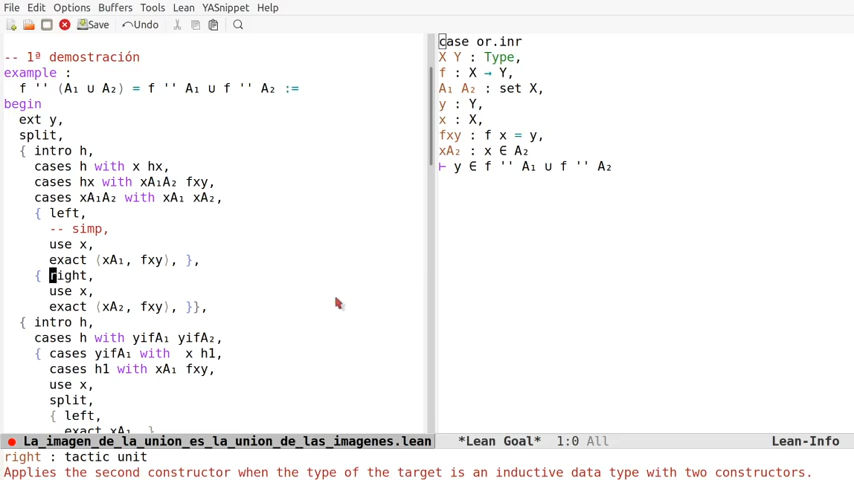 File Edit Options Buffers Tools Lean YASnippet Help
Save Undo
-- 1ª demostración
example :
f '' (A₁ ∪ A₂) = f '' A₁ ∪ f '' A₂ :=
begin
ext y,
split,
{ intro h,
cases h with x hx,
cases hx with xA₁A₂ fxy,
cases xA₁A₂ with xA₁ xA₂,
{ left,
-- simp,
use x,
exact ⟨xA₁, fxy⟩, },
{ right,
use x,
exact ⟨xA₂, fxy⟩, }},
{ intro h,
cases h with yifA₁ yifA₂,
{ cases yifA₁ with  x h1,
cases h1 with xA₁ fxy,
use x,
split,
{ left,
exact xA₁, }
case or.inr
X Y : Type,
f : X → Y,
A₁ A₂ : set X,
y : Y,
x : X,
fxy : f x = y,
xA₂ : x ∈ A₂
⊢ y ∈ f '' A₁ ∪ f '' A₂
La_imagen_de_la_union_es_la_union_de_las_imagenes.lean
*Lean Goal* 1:0 All Lean-Info
right : tactic unit
Applies the second constructor when the type of the target is an inductive data type with two constructors.